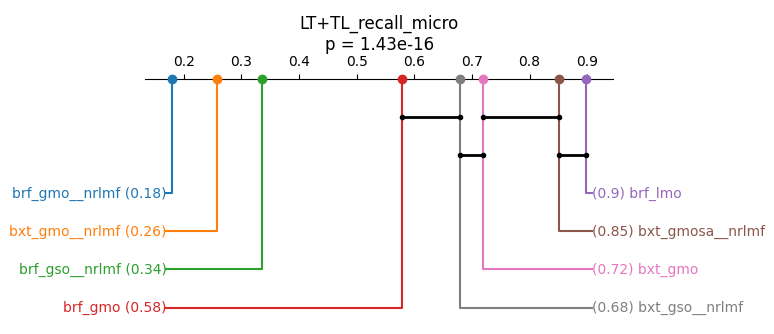 LT+TL_recall_micro
p = 1.43e-16
0.2 0.3 0.4 0.5 0.6 0.7 0.8 0.9
brf_gmo__nrlmf (0.18) (0.9) brf_lmo
bxt_gmo__nrlmf (0.26) (0.85) bxt_gmosa__nrlmf
brf_gso__nrlmf (0.34) (0.72) bxt_gmo
brf_gmo (0.58) (0.68) bxt_gso__nrlmf